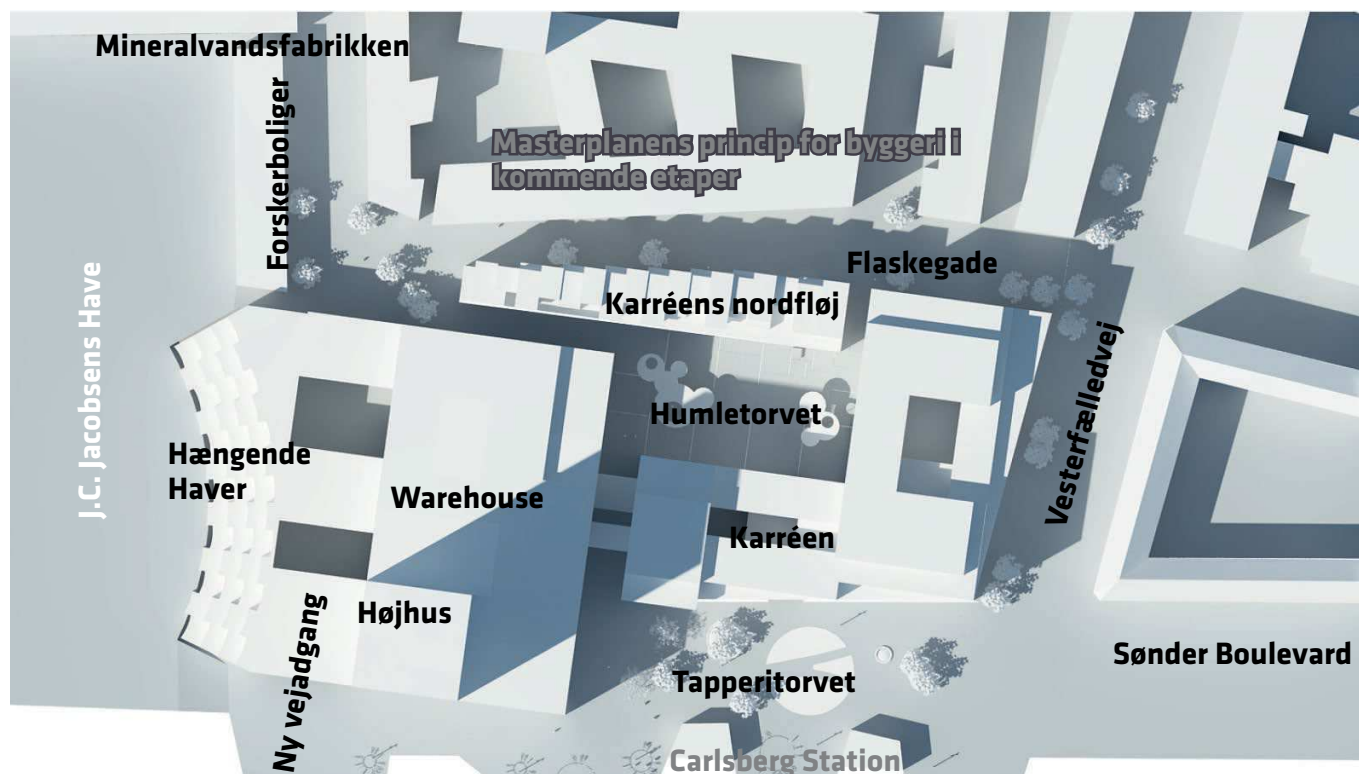 Mineralvandsfabrikken
Forskerboliger
Masterplanens princip for byggeri i
kommende etaper
Flaskegade
J.C. Jacobsens Have
Karréens nordfløj
Vesterfælledvej
Humletorvet
Hængende
Haver
Warehouse
Karréen
Højhus
Ny vejadgang
Sønder Boulevard
Tapperitorvet
Carlsberg Station